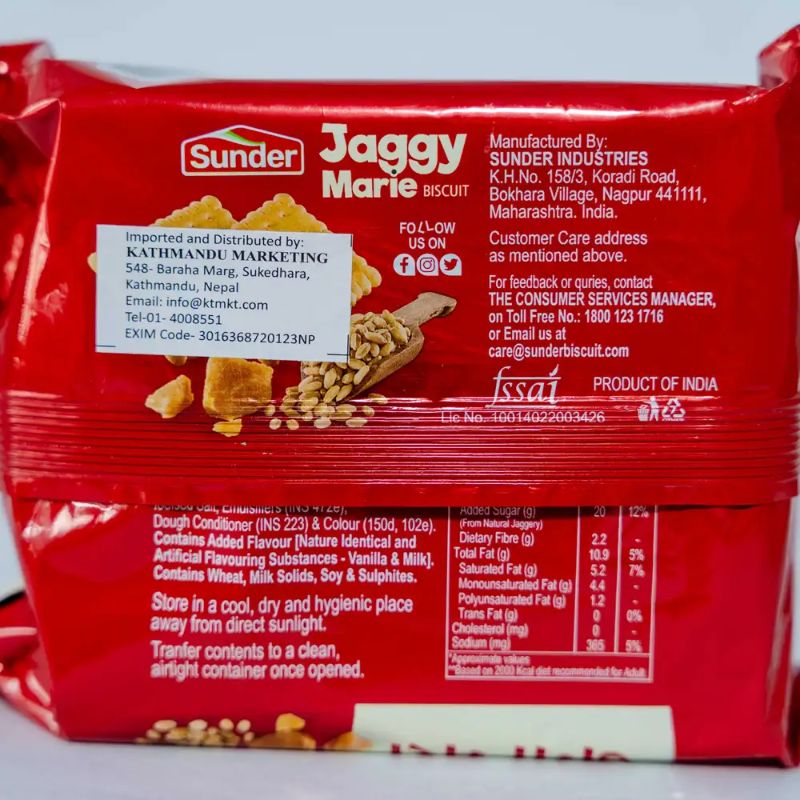 Sunder
Jaggy
Marie BISCUIT
FOLLOW
US ON
Imported and Distributed by:
KATHMANDU MARKETING
548- Baraha Marg, Sukedhara,
Kathmandu, Nepal
Email: info@ktmkt.com
Tel-01- 4008551
EXIM Code- 3016368720123NP
Manufactured By:
SUNDER INDUSTRIES
K.H.No. 158/3, Koradi Road,
Bokhara Village, Nagpur 441111,
Maharashtra. India.
Customer Care address
as mentioned above.
For feedback or quries, contact
THE CONSUMER SERVICES MANAGER,
on Toll Free No.: 1800 123 1716
or Email us at
care@sunderbiscuit.com
fssai
PRODUCT OF INDIA
Lic No. 10014022003426
Iodised Salt, Emulsifiers (INS 472e),
Dough Conditioner (INS 223) & Colour (150d, 102e).
Contains Added Flavour [Nature Identical and
Artificial Flavouring Substances - Vanilla & Milk].
Contains Wheat, Milk Solids, Soy & Sulphites.
Store in a cool, dry and hygienic place
away from direct sunlight.
Tranfer contents to a clean,
airtight container once opened.
Added Sugar (g) 20 12%
(From Natural Jaggery)
Dietary Fibre (g) 2.2 -
Total Fat (g) 10.9 5%
Saturated Fat (g) 5.2 7%
Monounsaturated Fat (g) 4.4 -
Polyunsaturated Fat (g) 1.2 -
Trans Fat (g) 0 0%
Cholesterol (mg) 0 -
Sodium (mg) 365 5%
*Approximate values
**Based on 2000 Kcal diet recommended for Adult